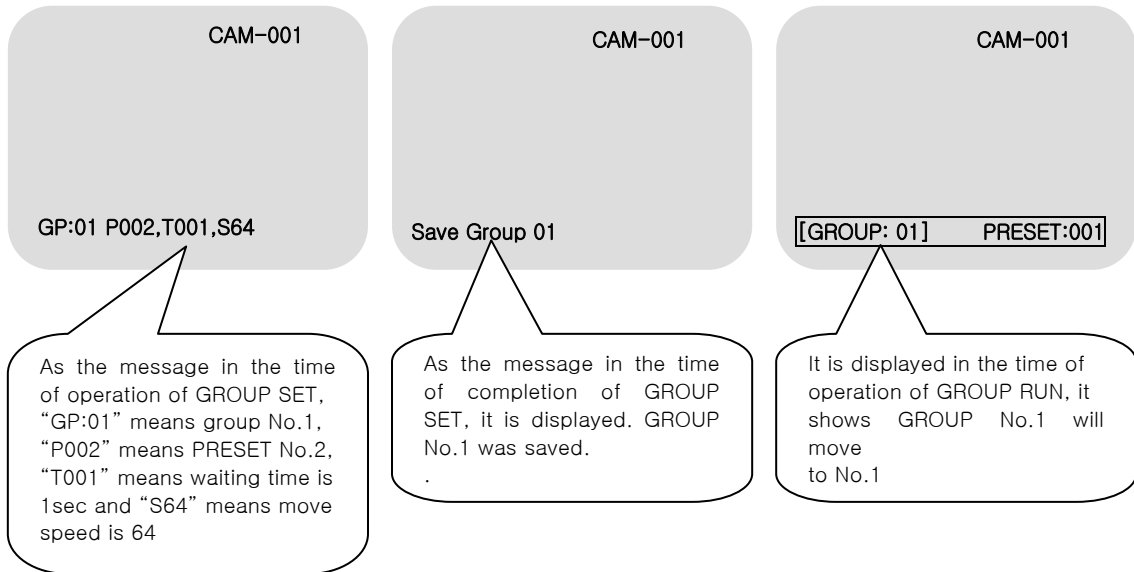 CAM-001
GP:01 P002,T001,S64
As the message in the time
of operation of GROUP SET,
“GP:01” means group No.1,
“P002” means PRESET No.2,
“T001” means waiting time is
1sec and “S64” means move
speed is 64
CAM-001
Save Group 01
As the message in the time
of completion of GROUP
SET, it is displayed. GROUP
No.1 was saved.
.
CAM-001
[GROUP: 01] PRESET:001
It is displayed in the time of
operation of GROUP RUN, it
shows GROUP No.1 will
move
to No.1